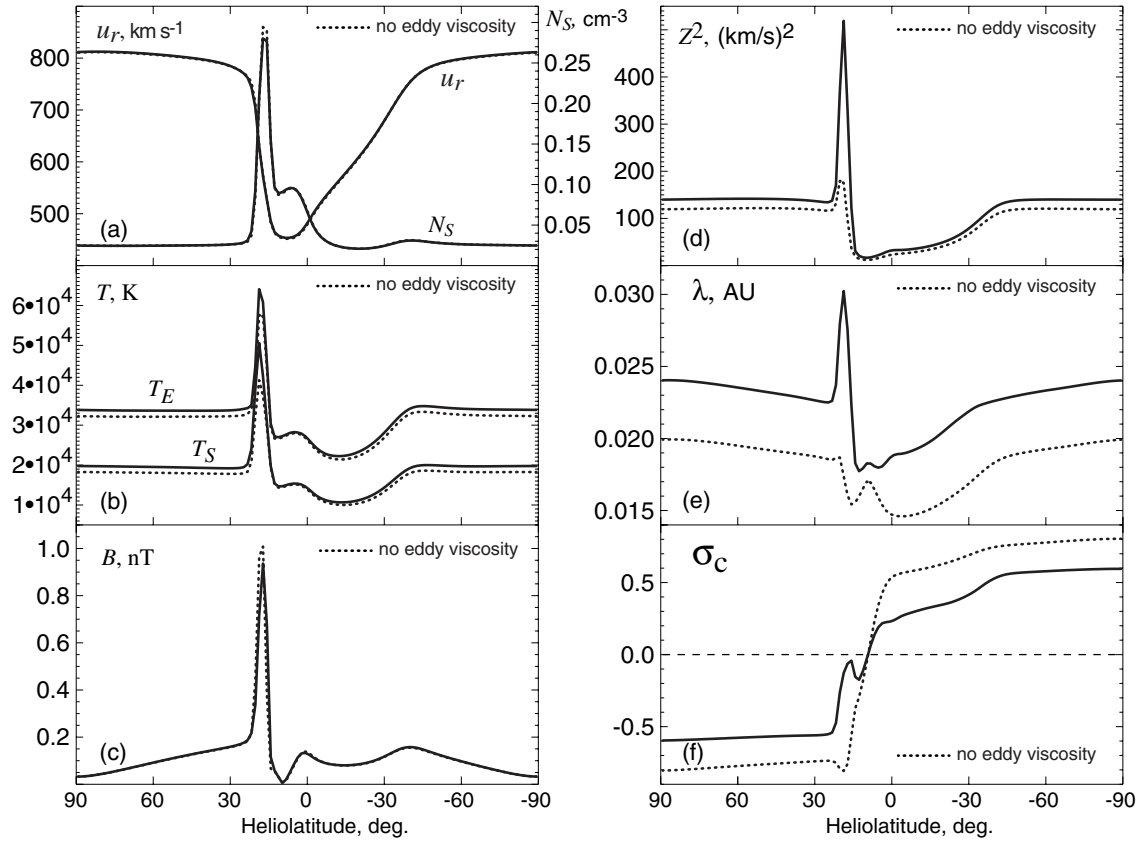 u_r, km s-1
no eddy viscosity
N_S, cm-3
800
700
600
500
0.25
0.20
0.15
0.10
0.05
u_r
N_S
(a)
T, K
no eddy viscosity
6•10^4
5•10^4
4•10^4
3•10^4
2•10^4
1•10^4
T_E
T_S
(b)
B, nT
no eddy viscosity
1.0
0.8
0.6
0.4
0.2
(c)
90 60 30 0 -30 -60 -90
Heliolatitude, deg.
Z^2, (km/s)^2
no eddy viscosity
500
400
300
200
100
(d)
λ, AU
no eddy viscosity
0.030
0.025
0.020
0.015
(e)
σ_c
0.5
0.0
-0.5
(f)
no eddy viscosity
90 60 30 0 -30 -60 -90
Heliolatitude, deg.